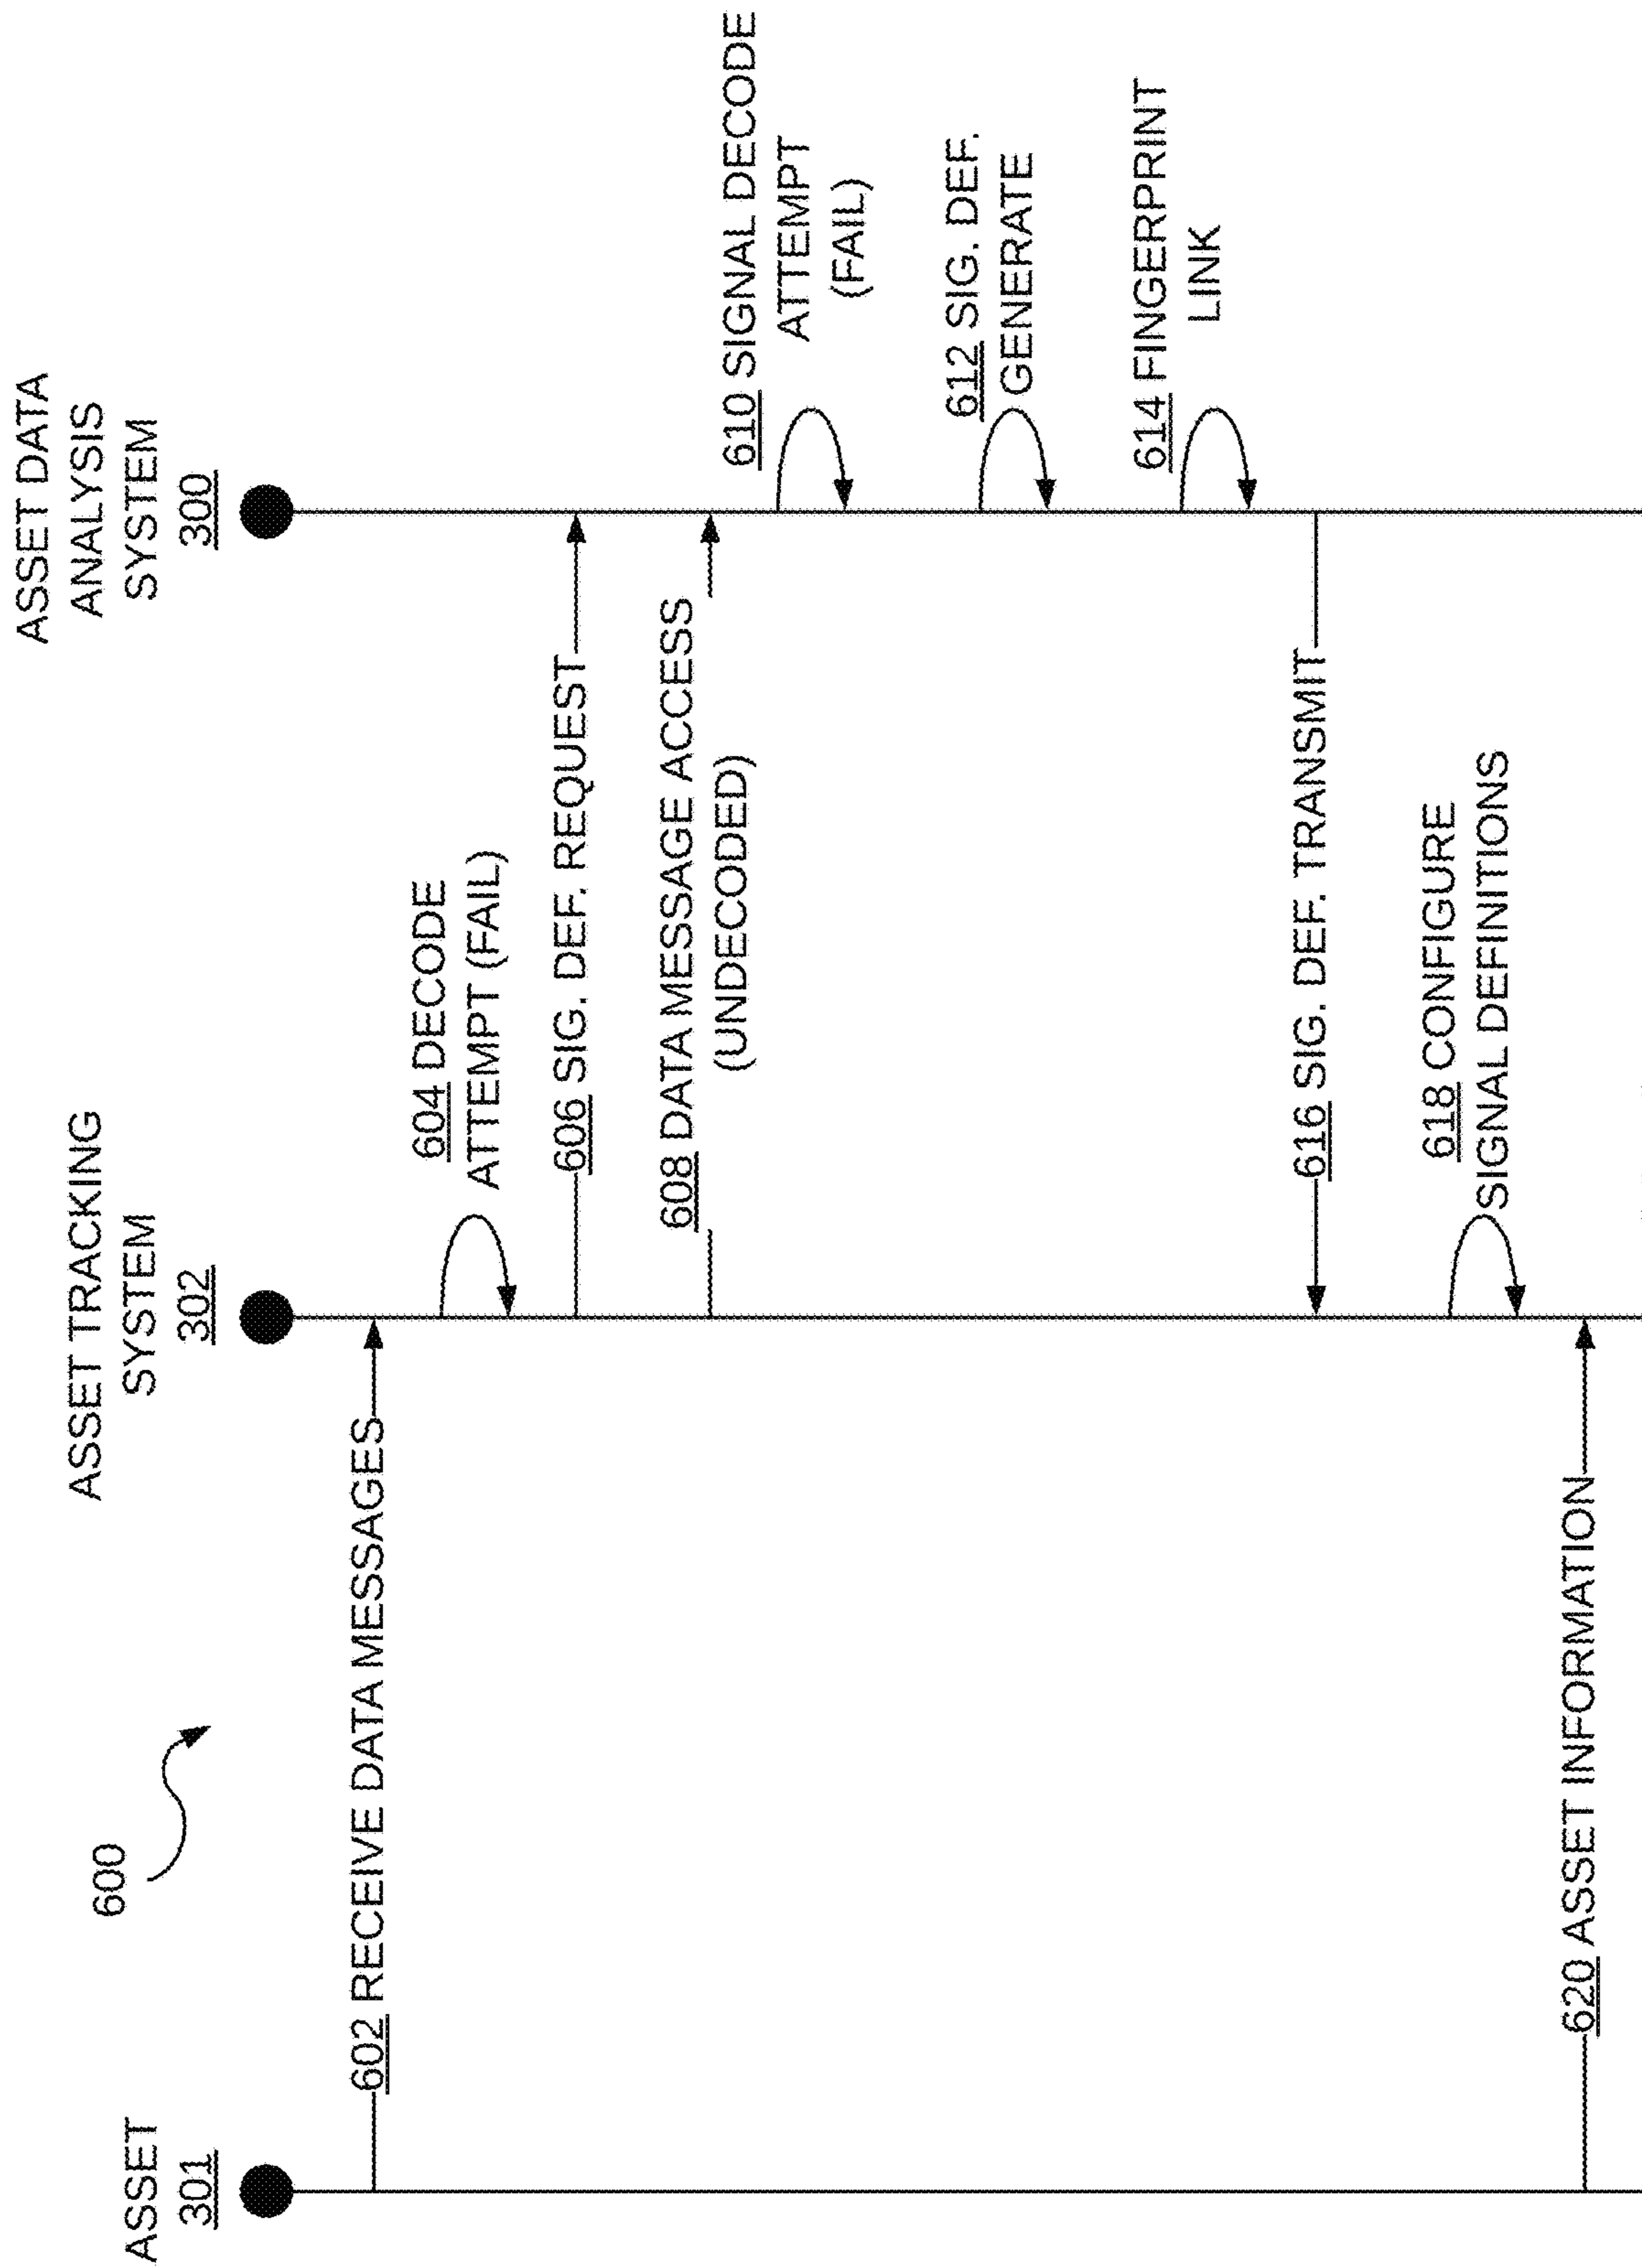 600
ASSET
301
ASSET TRACKING
SYSTEM
302
ASSET DATA
ANALYSIS
SYSTEM
300
602 RECEIVE DATA MESSAGES
604 DECODE
ATTEMPT (FAIL)
606 SIG. DEF. REQUEST
608 DATA MESSAGE ACCESS
(UNDECODED)
610 SIGNAL DECODE
ATTEMPT
(FAIL)
612 SIG. DEF.
GENERATE
614 FINGERPRINT
LINK
616 SIG. DEF. TRANSMIT
618 CONFIGURE
SIGNAL DEFINITIONS
620 ASSET INFORMATION